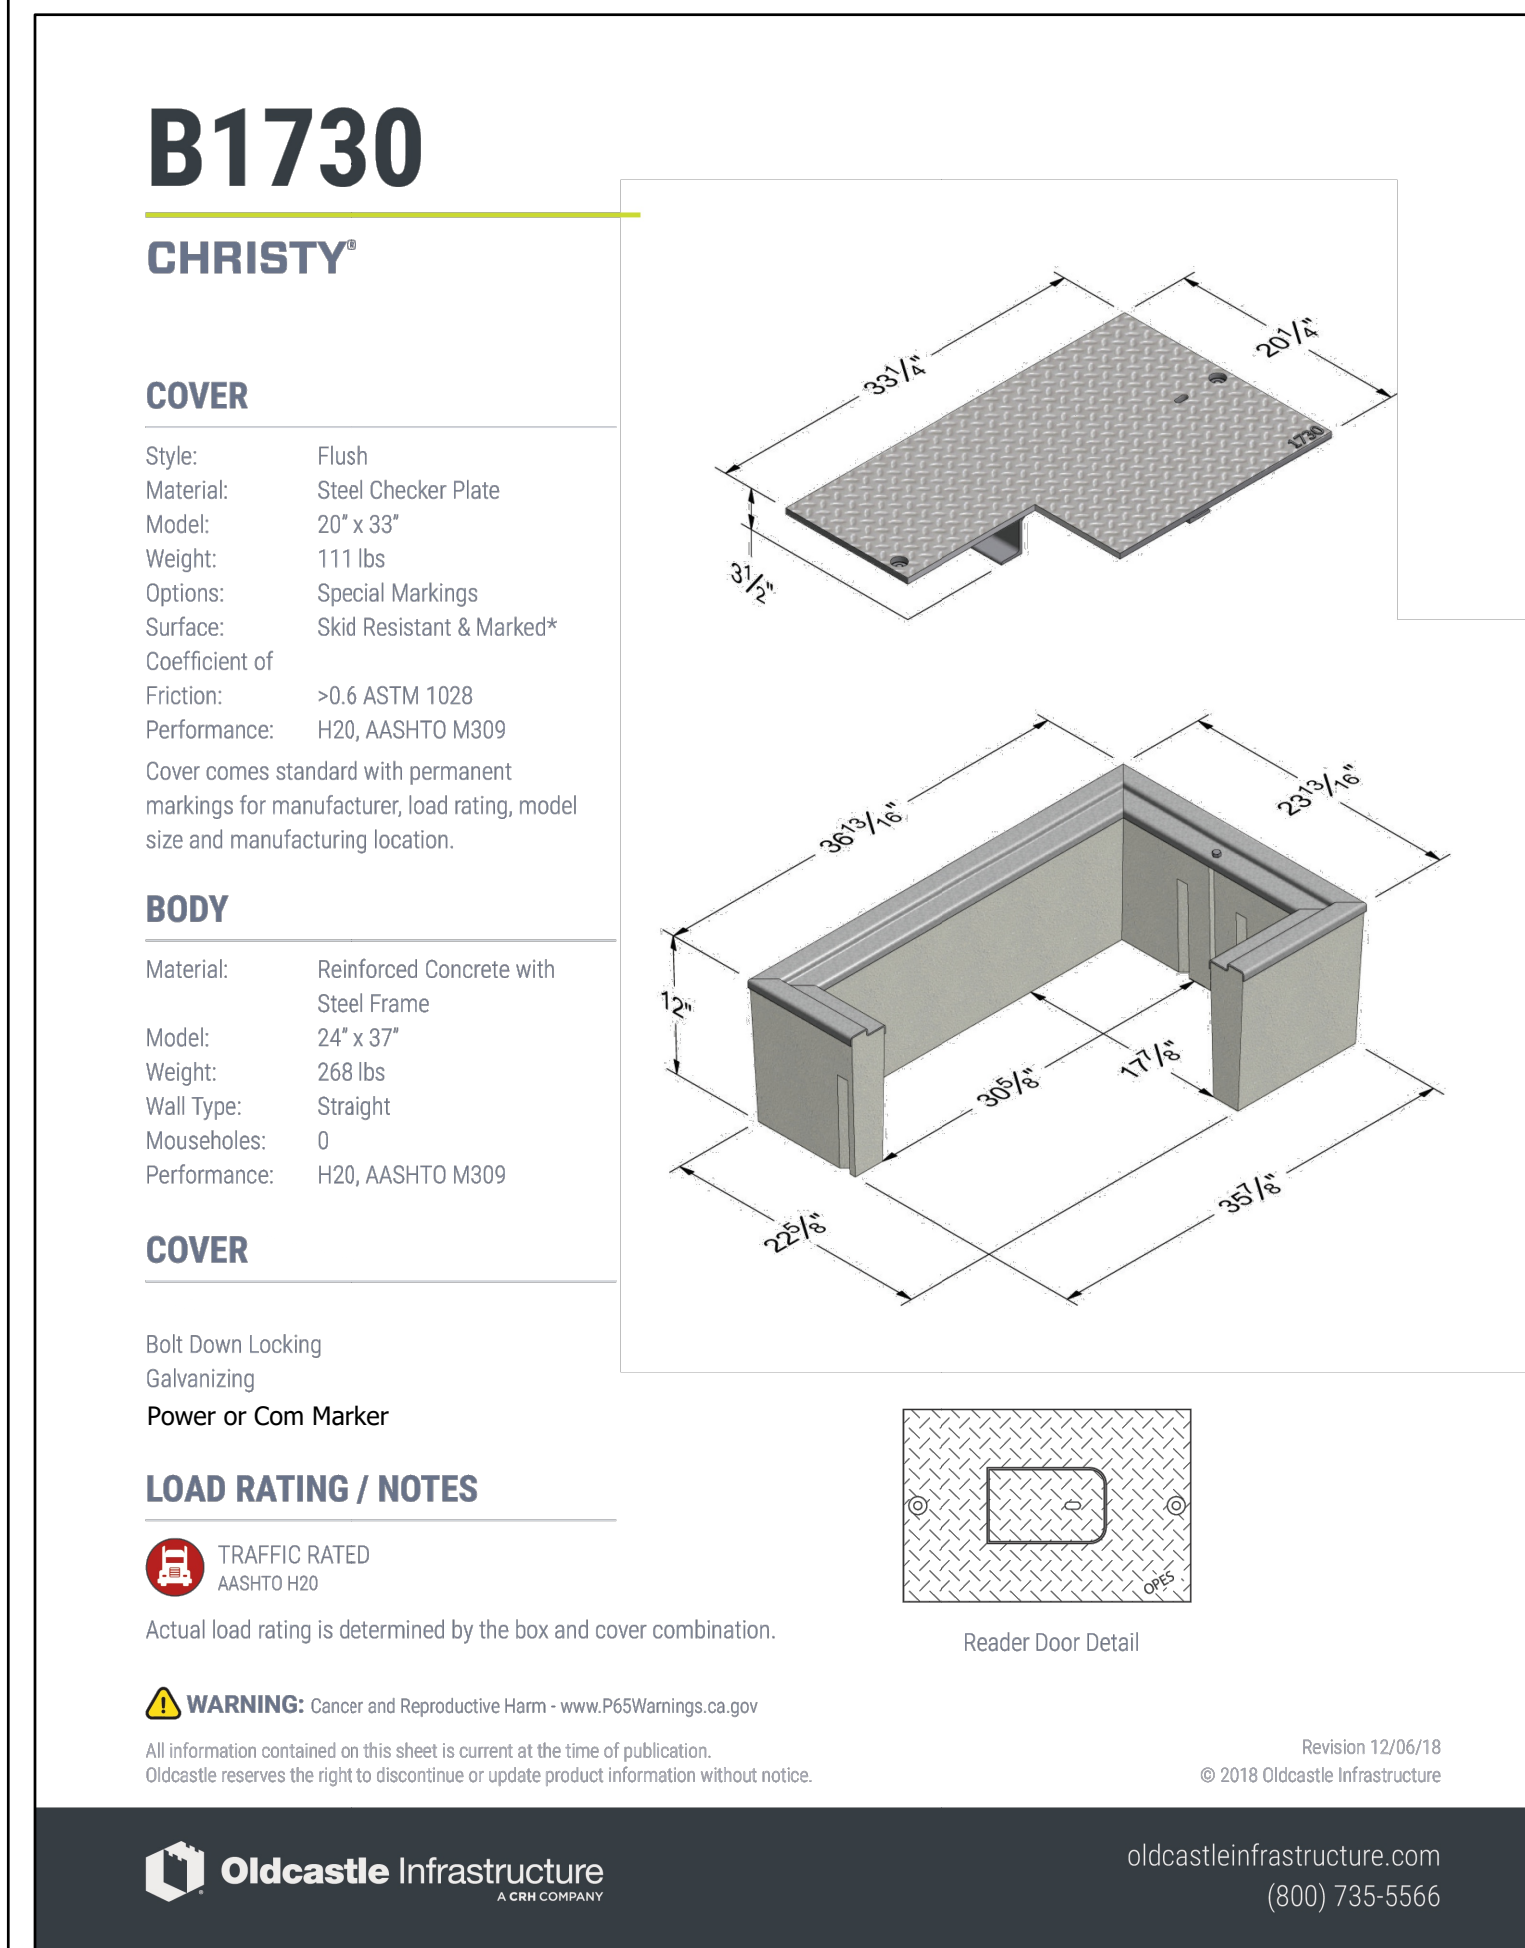 B1730
CHRISTY®
COVER
Style: Flush
Material: Steel Checker Plate
Model: 20" x 33"
Weight: 111 lbs
Options: Special Markings
Surface: Skid Resistant & Marked*
Coefficient of
Friction: >0.6 ASTM 1028
Performance: H20, AASHTO M309
Cover comes standard with permanent
markings for manufacturer, load rating, model
size and manufacturing location.
BODY
Material: Reinforced Concrete with
Steel Frame
Model: 24" x 37"
Weight: 268 lbs
Wall Type: Straight
Mouseholes: 0
Performance: H20, AASHTO M309
COVER
Bolt Down Locking
Galvanizing
Power or Com Marker
LOAD RATING / NOTES
TRAFFIC RATED
AASHTO H20
Actual load rating is determined by the box and cover combination.
33 1/4"
20 1/4"
1730
3 1/2"
36 13/16"
23 13/16"
12"
30 5/8"
17 7/8"
22 5/8"
35 7/8"
OPES
Reader Door Detail
WARNING: Cancer and Reproductive Harm - www.P65Warnings.ca.gov
All information contained on this sheet is current at the time of publication.
Oldcastle reserves the right to discontinue or update product information without notice.
Revision 12/06/18
© 2018 Oldcastle Infrastructure
Oldcastle Infrastructure
A CRH COMPANY
oldcastleinfrastructure.com
(800) 735-5566